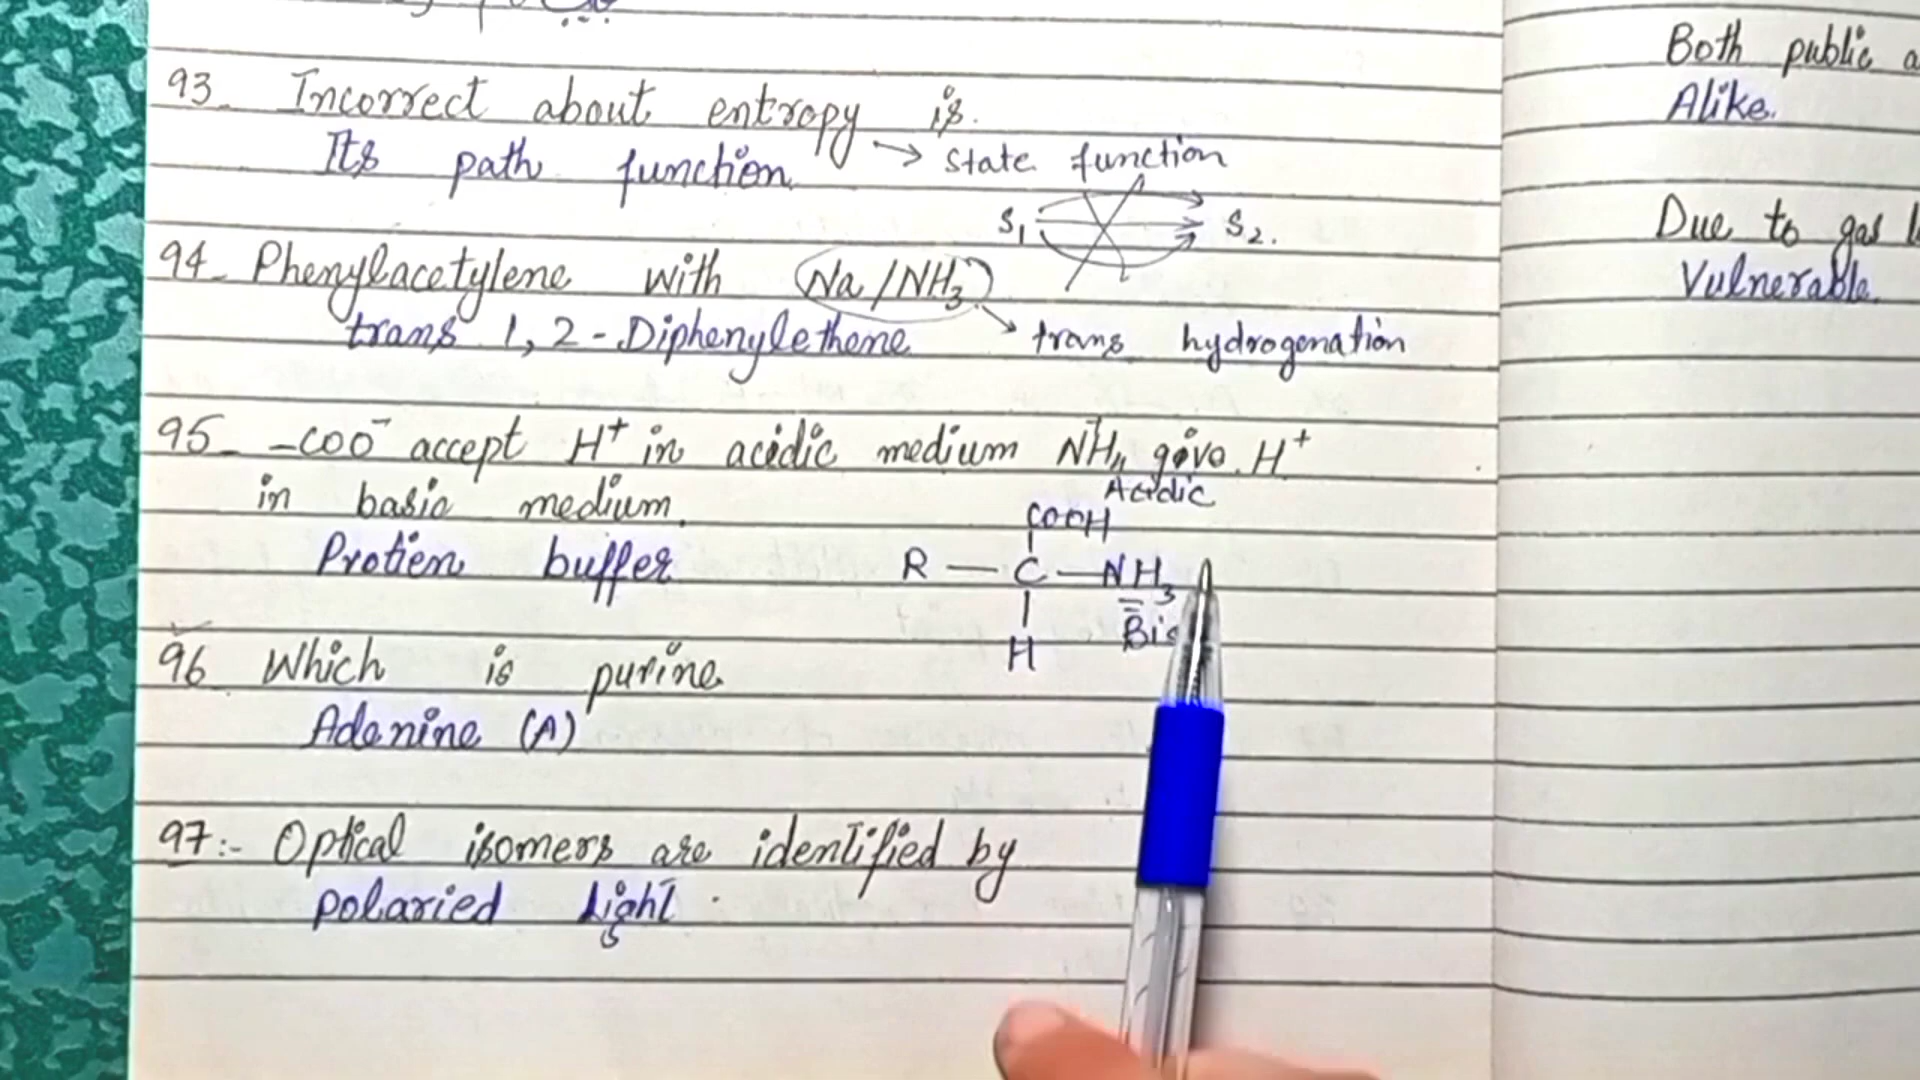 93- Incorrect about entropy is.
Its path function → State function
S1 S2.
94- Phenylacetylene with Na/NH3
trans 1,2-Diphenylethene → trans hydrogenation
95- -COO⁻ accept H⁺ in acidic medium NH4 give H⁺
in basic medium.
Acidic
COOH
Protien buffer
R — C — NH3
H
96 Which is purine
Adenine (A)
97:- Optical isomers are identified by
polaried light.
Both public
Alike.
Due to gas
Vulnerable.